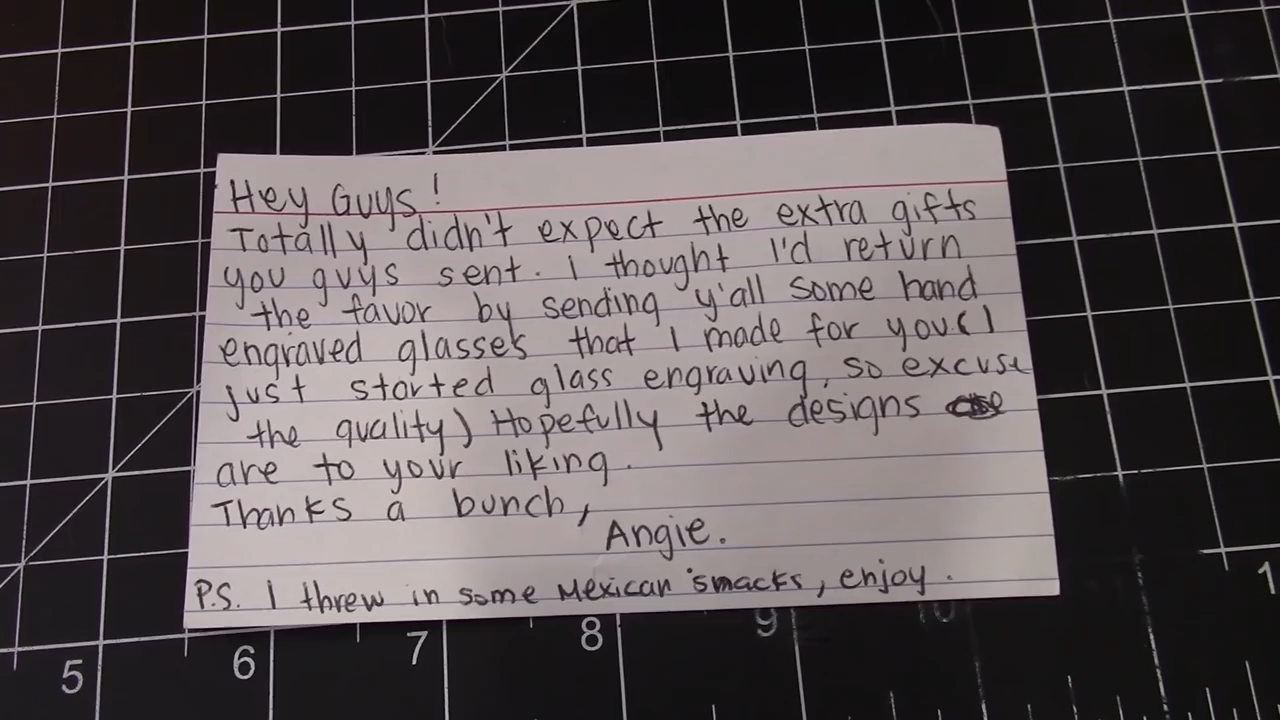 Hey Guys!
Totally didn't expect the extra gifts
you guys sent. I thought I'd return
the favor by sending y'all some hand
engraved glasses that I made for you (I
just started glass engraving, so excuse
the quality) Hopefully the designs
are to your liking.
Thanks a bunch,
Angie.
P.S. I threw in some Mexican smacks, enjoy.
5 6 7 8 9 10 1